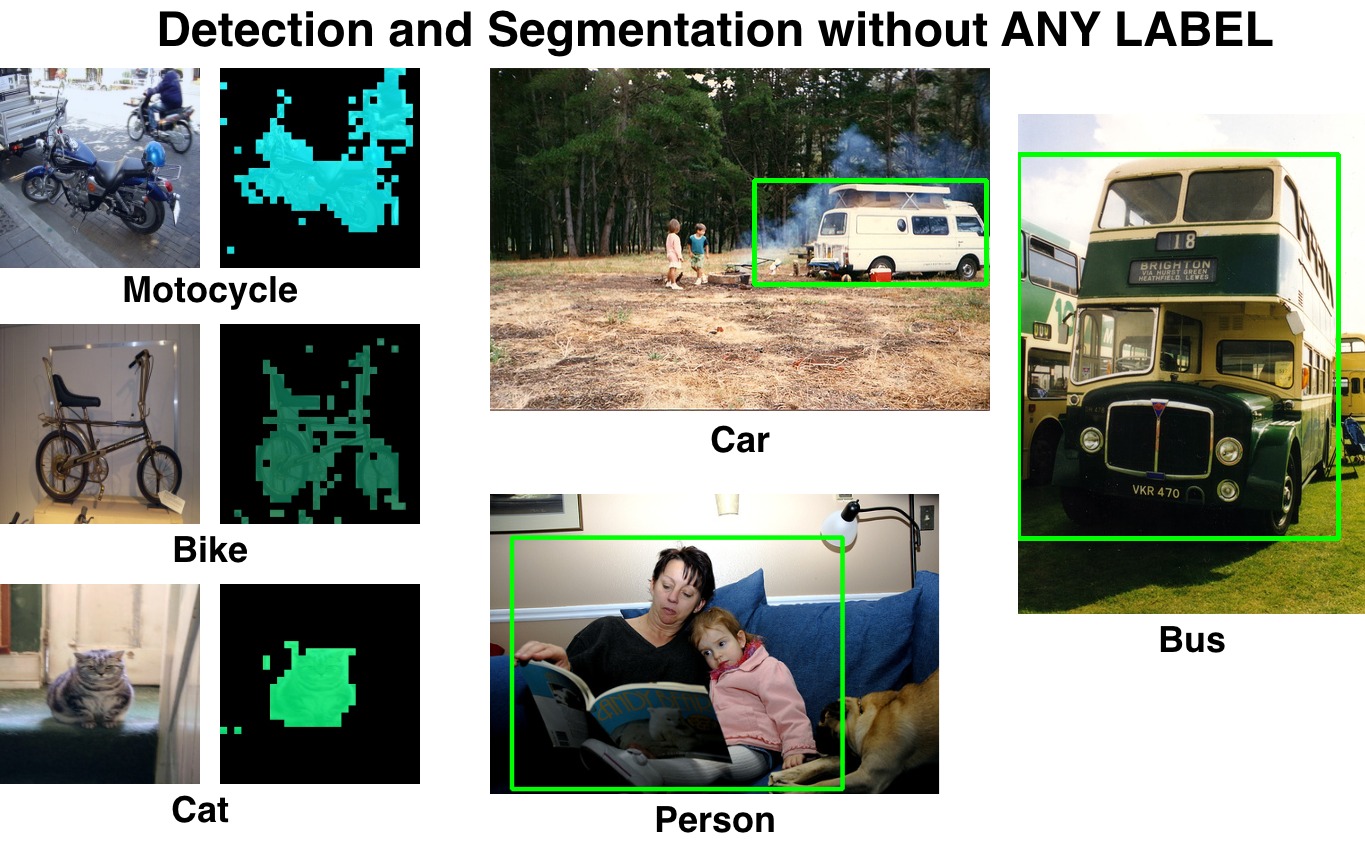 Detection and Segmentation without ANY LABEL
Motocycle
Bike
Cat
Car
Person
18
BRIGHTON
VIA HURST GREEN
HEATHFIELD, LEWES
VKR 470
Bus